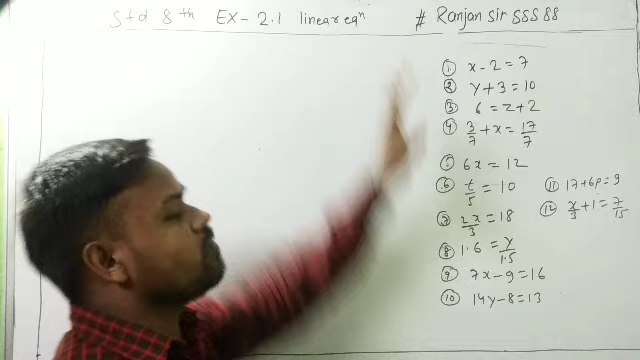 Std 8th EX-2.1 linear eqn # Ranjan Sir SSS 88
① x - 2 = 7
② y + 3 = 10
③ 6 = z + 2
④ 3/7 + x = 17/7
⑤ 6x = 12
⑥ t/5 = 10
⑦ 2x/3 = 18
⑧ 1.6 = y/1.5
⑨ 7x - 9 = 16
⑩ 14y - 8 = 13
⑪ 17 + 6p = 9
⑫ x/3 + 1 = 7/15